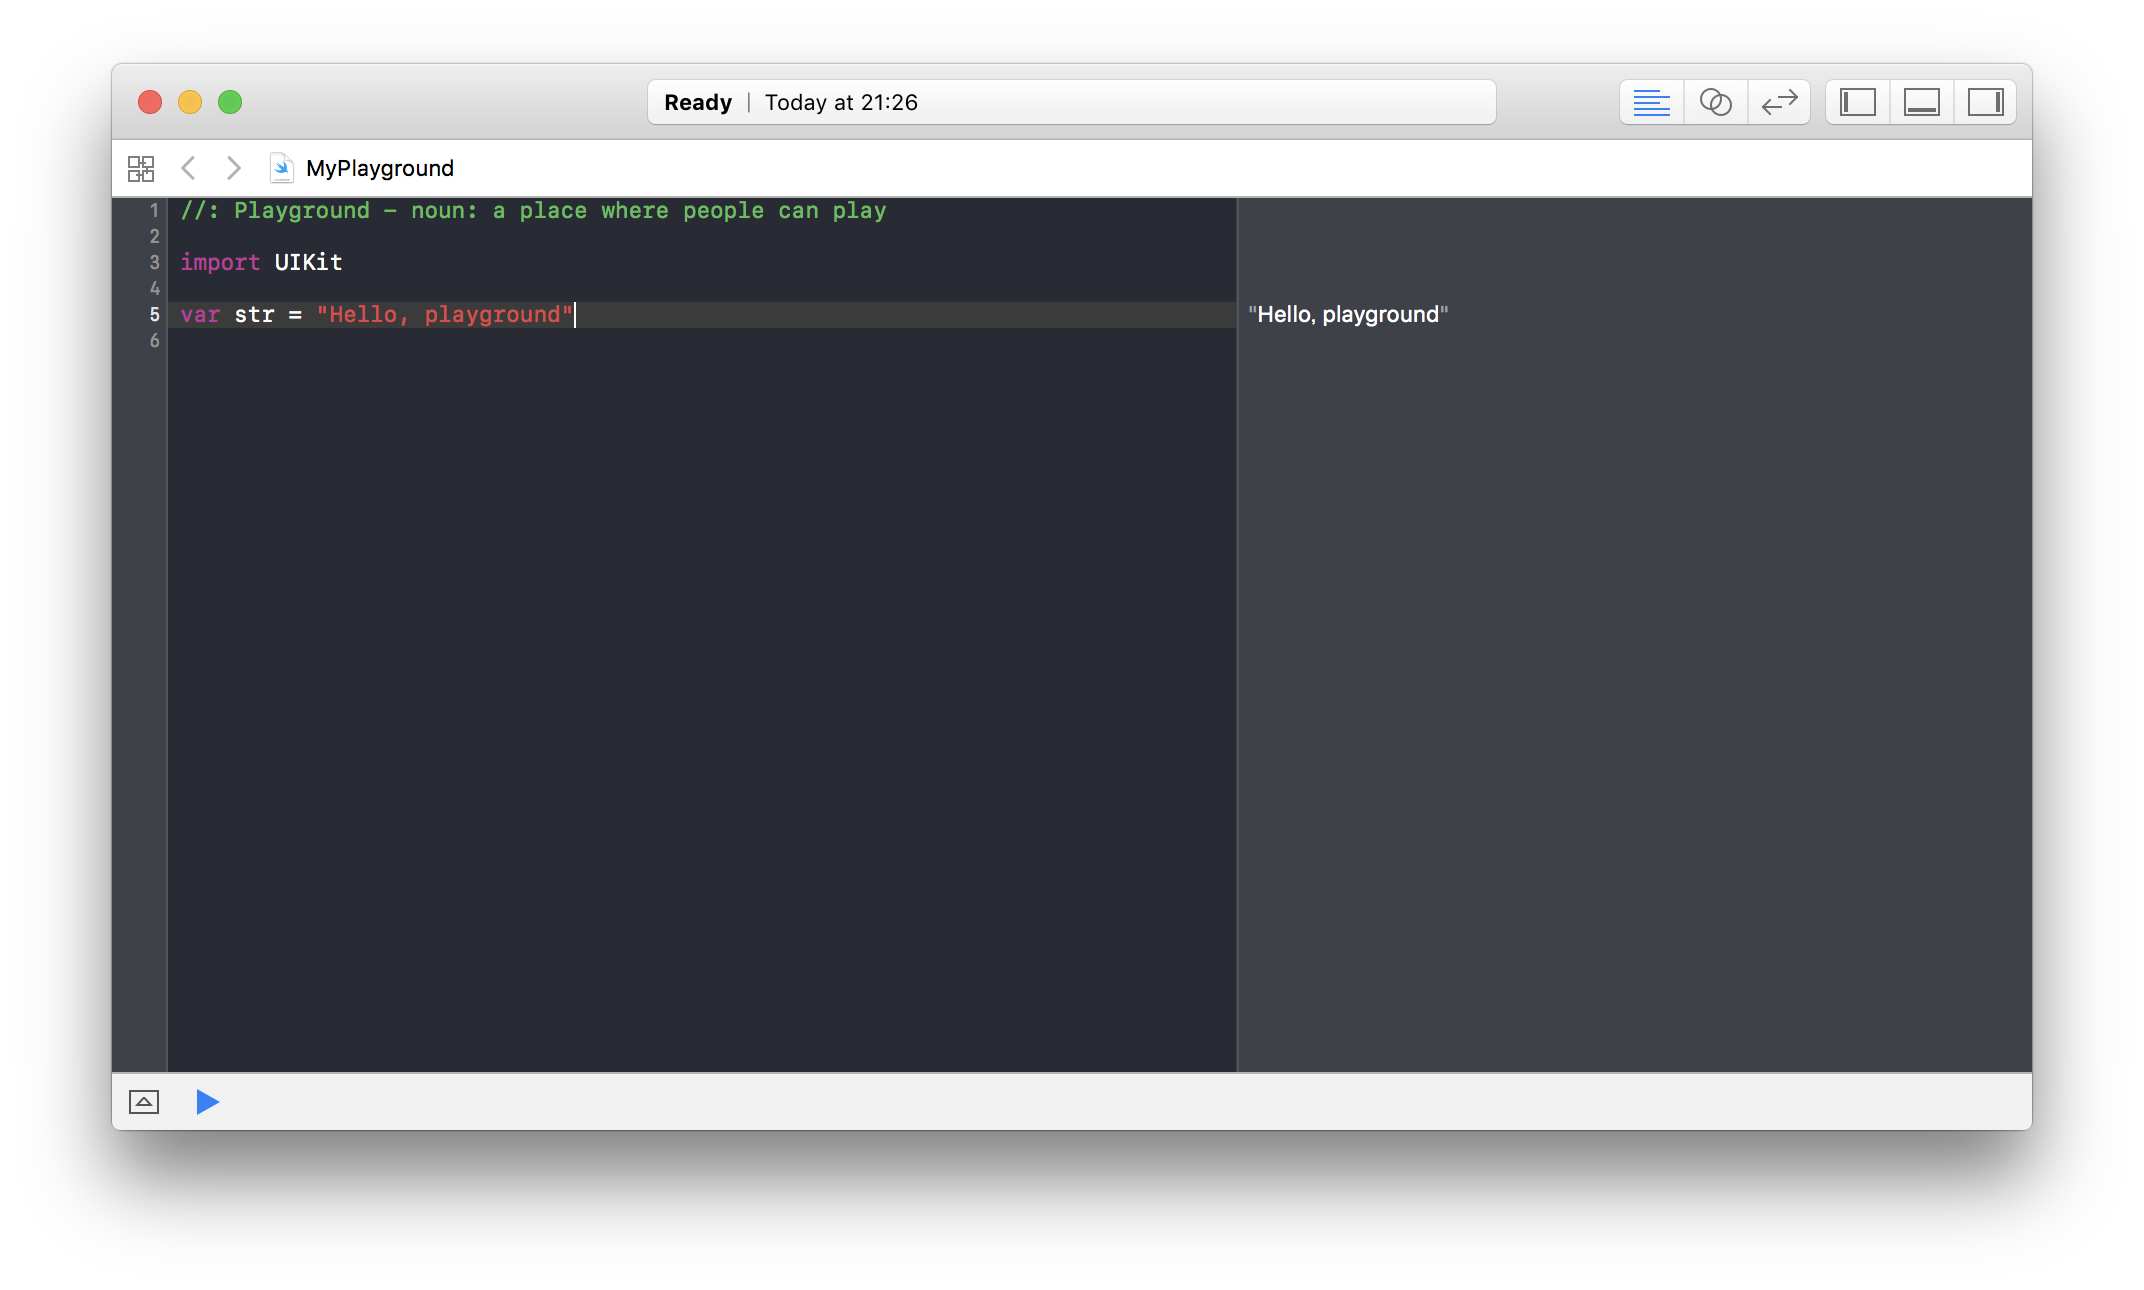 Ready | Today at 21:26
MyPlayground
1 //: Playground - noun: a place where people can play
2
3 import UIKit
4
5 var str = "Hello, playground" "Hello, playground"
6